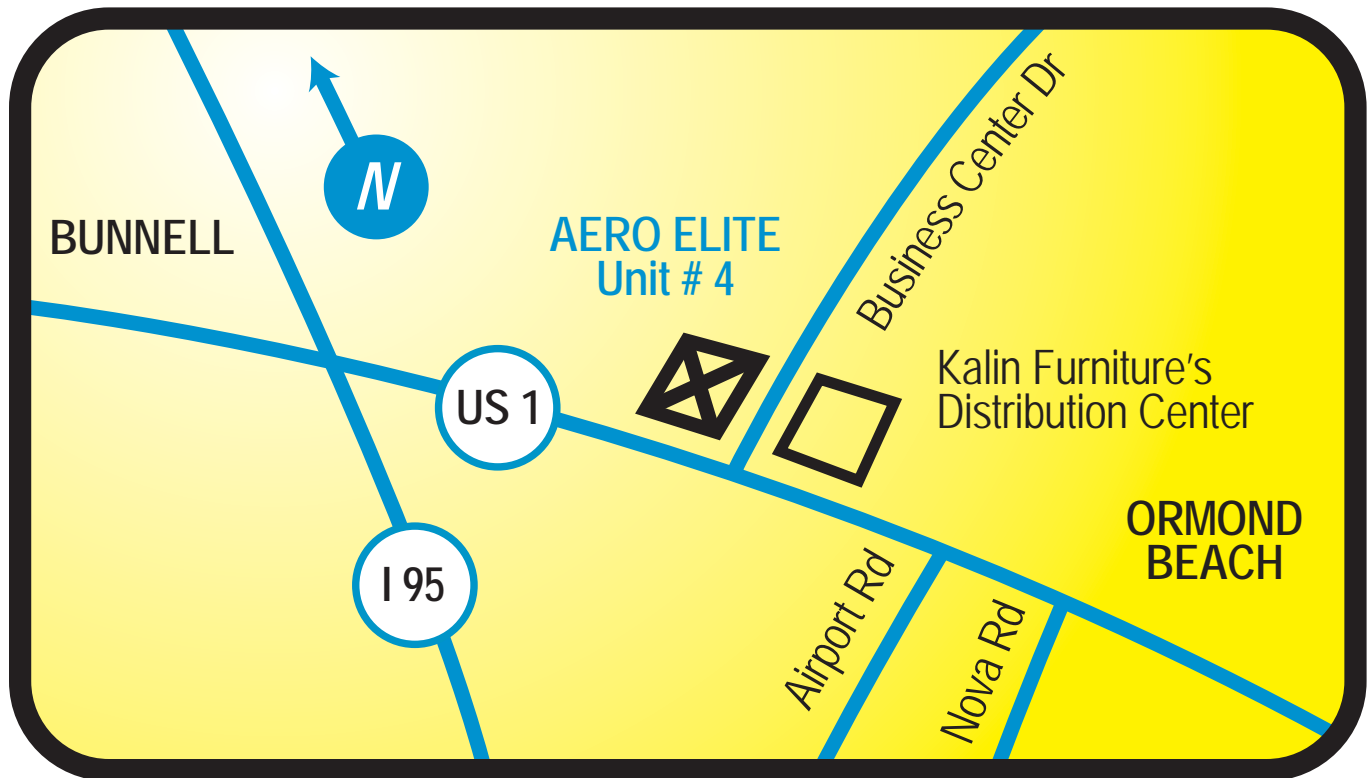 N
BUNNELL
AERO ELITE
Unit # 4
Business Center Dr
Kalin Furniture's
Distribution Center
US 1
ORMOND
BEACH
I 95
Airport Rd
Nova Rd